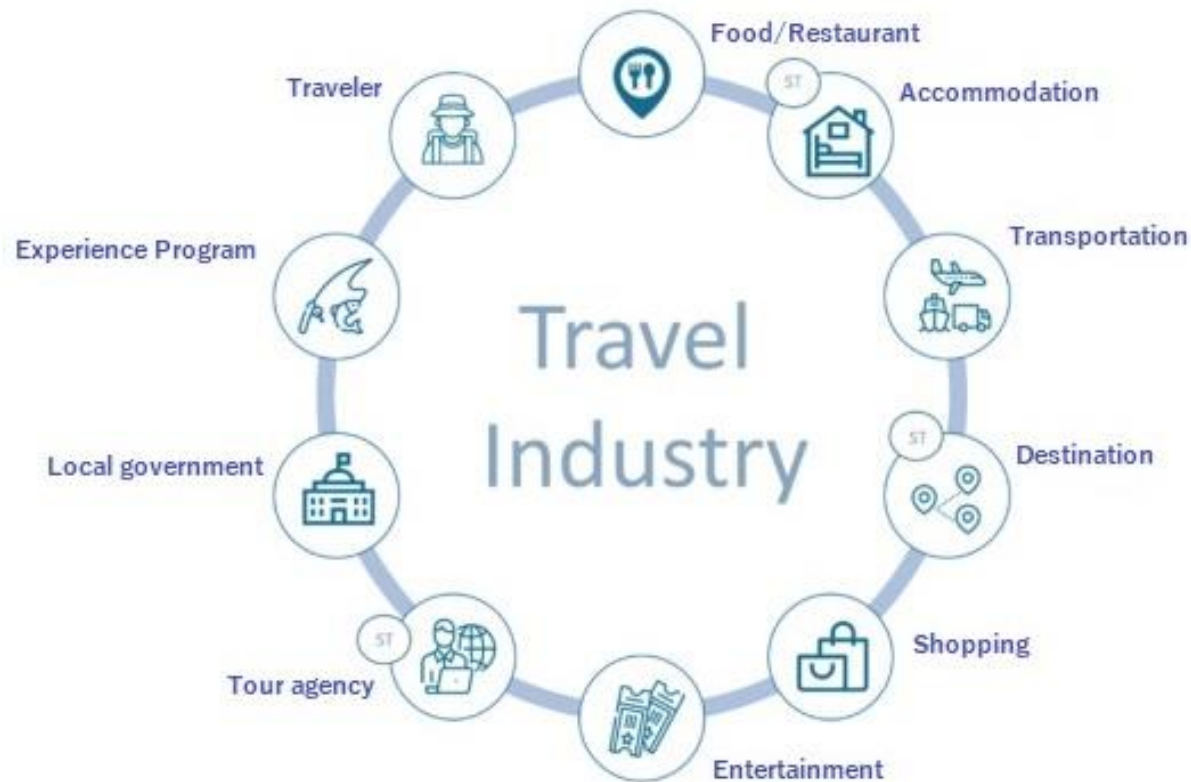 Food/Restaurant
Traveler
ST
Accommodation
Experience Program
Transportation
Travel
Industry
ST
Local government
Destination
ST
Tour agency
Shopping
Entertainment